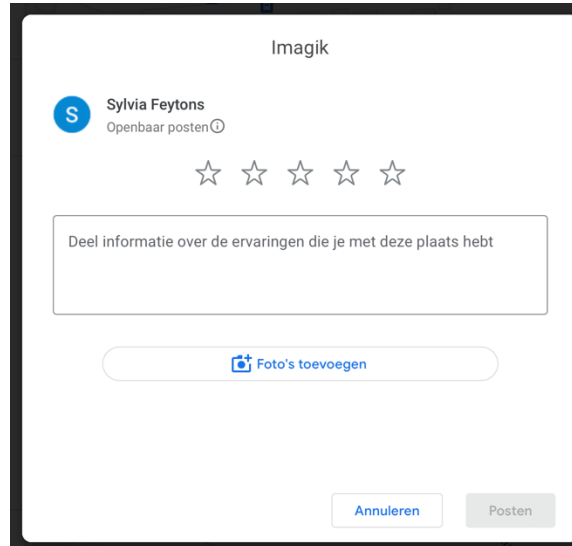 Imagik
S
Sylvia Feytons
Openbaar posten
Deel informatie over de ervaringen die je met deze plaats hebt
Foto's toevoegen
Annuleren
Posten